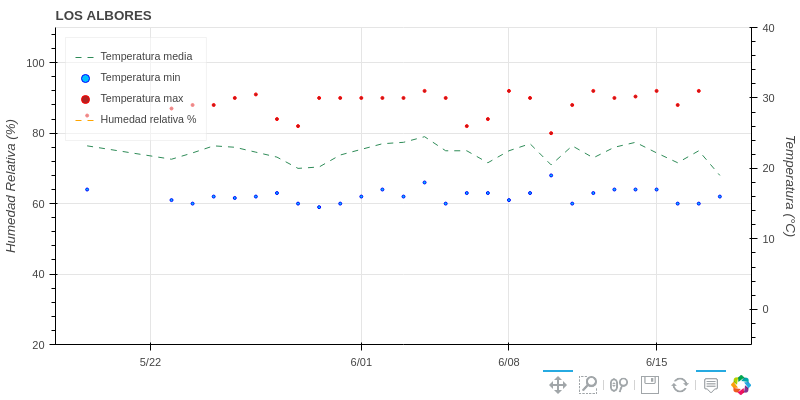 LOS ALBORES
Temperatura media
Temperatura min
Temperatura max
Humedad relativa %
Humedad Relativa (%)
100
80
60
40
20
40
30
20
10
0
Temperatura (°C)
5/22
6/01
6/08
6/15